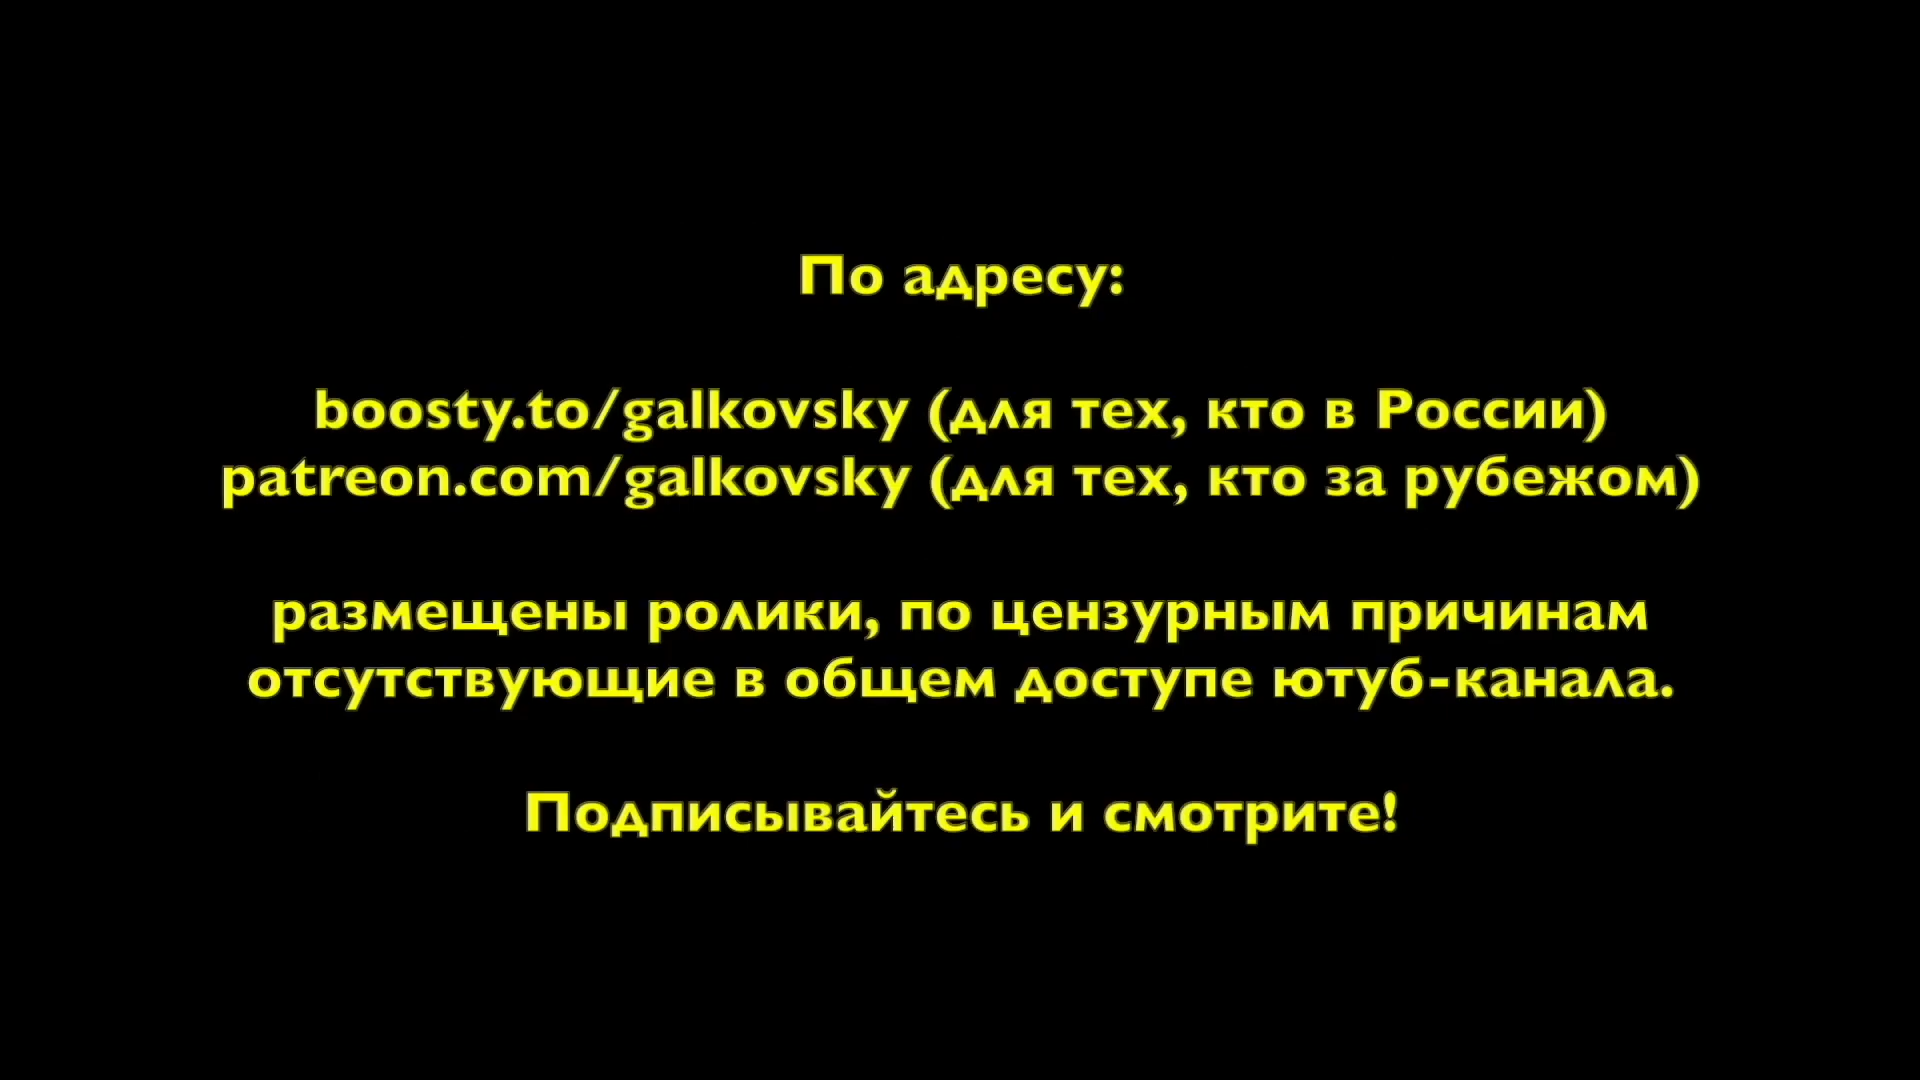 По адресу:
boosty.to/galkovsky (для тех, кто в России)
patreon.com/galkovsky (для тех, кто за рубежом)
размещены ролики, по цензурным причинам
отсутствующие в общем доступе ютуб-канала.
Подписывайтесь и смотрите!